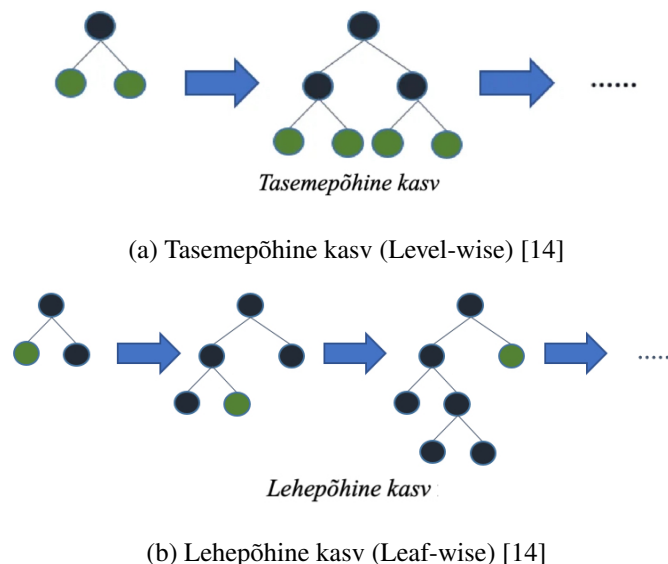 ......
Tasemepõhine kasv
(a) Tasemepõhine kasv (Level-wise) [14]
.....
Lehepõhine kasv
(b) Lehepõhine kasv (Leaf-wise) [14]